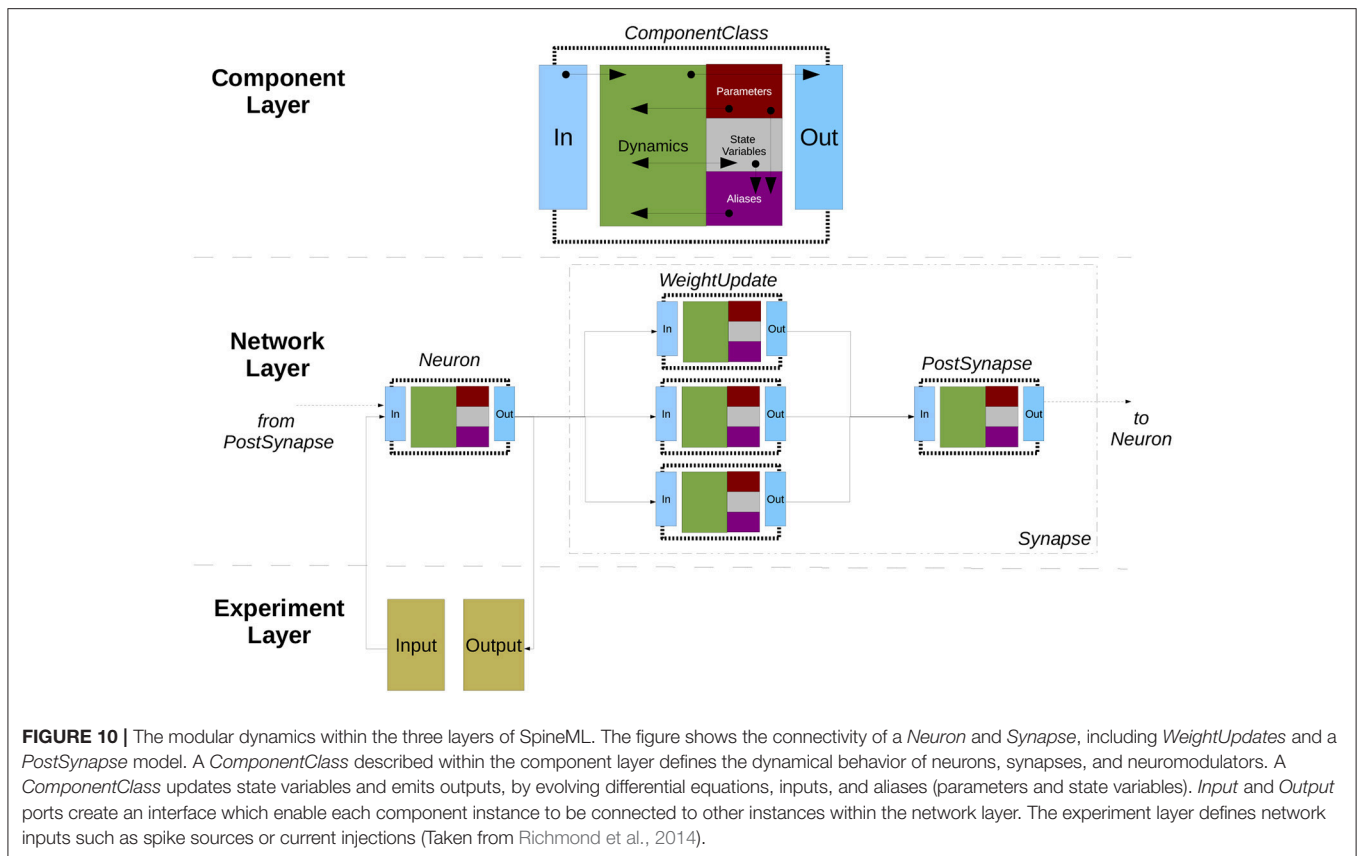 ComponentClass
Component
Layer
In
Dynamics
Parameters
State
Variables
Aliases
Out
WeightUpdate
Network
Layer
Neuron
PostSynapse
from
PostSynapse
In
Out
In
Out
In
Out
In
Out
In
Out
to
Neuron
Synapse
Experiment
Layer
Input
Output
FIGURE 10 | The modular dynamics within the three layers of SpineML. The figure shows the connectivity of a Neuron and Synapse, including WeightUpdates and a
PostSynapse model. A ComponentClass described within the component layer defines the dynamical behavior of neurons, synapses, and neuromodulators. A
ComponentClass updates state variables and emits outputs, by evolving differential equations, inputs, and aliases (parameters and state variables). Input and Output
ports create an interface which enable each component instance to be connected to other instances within the network layer. The experiment layer defines network
inputs such as spike sources or current injections (Taken from Richmond et al., 2014).